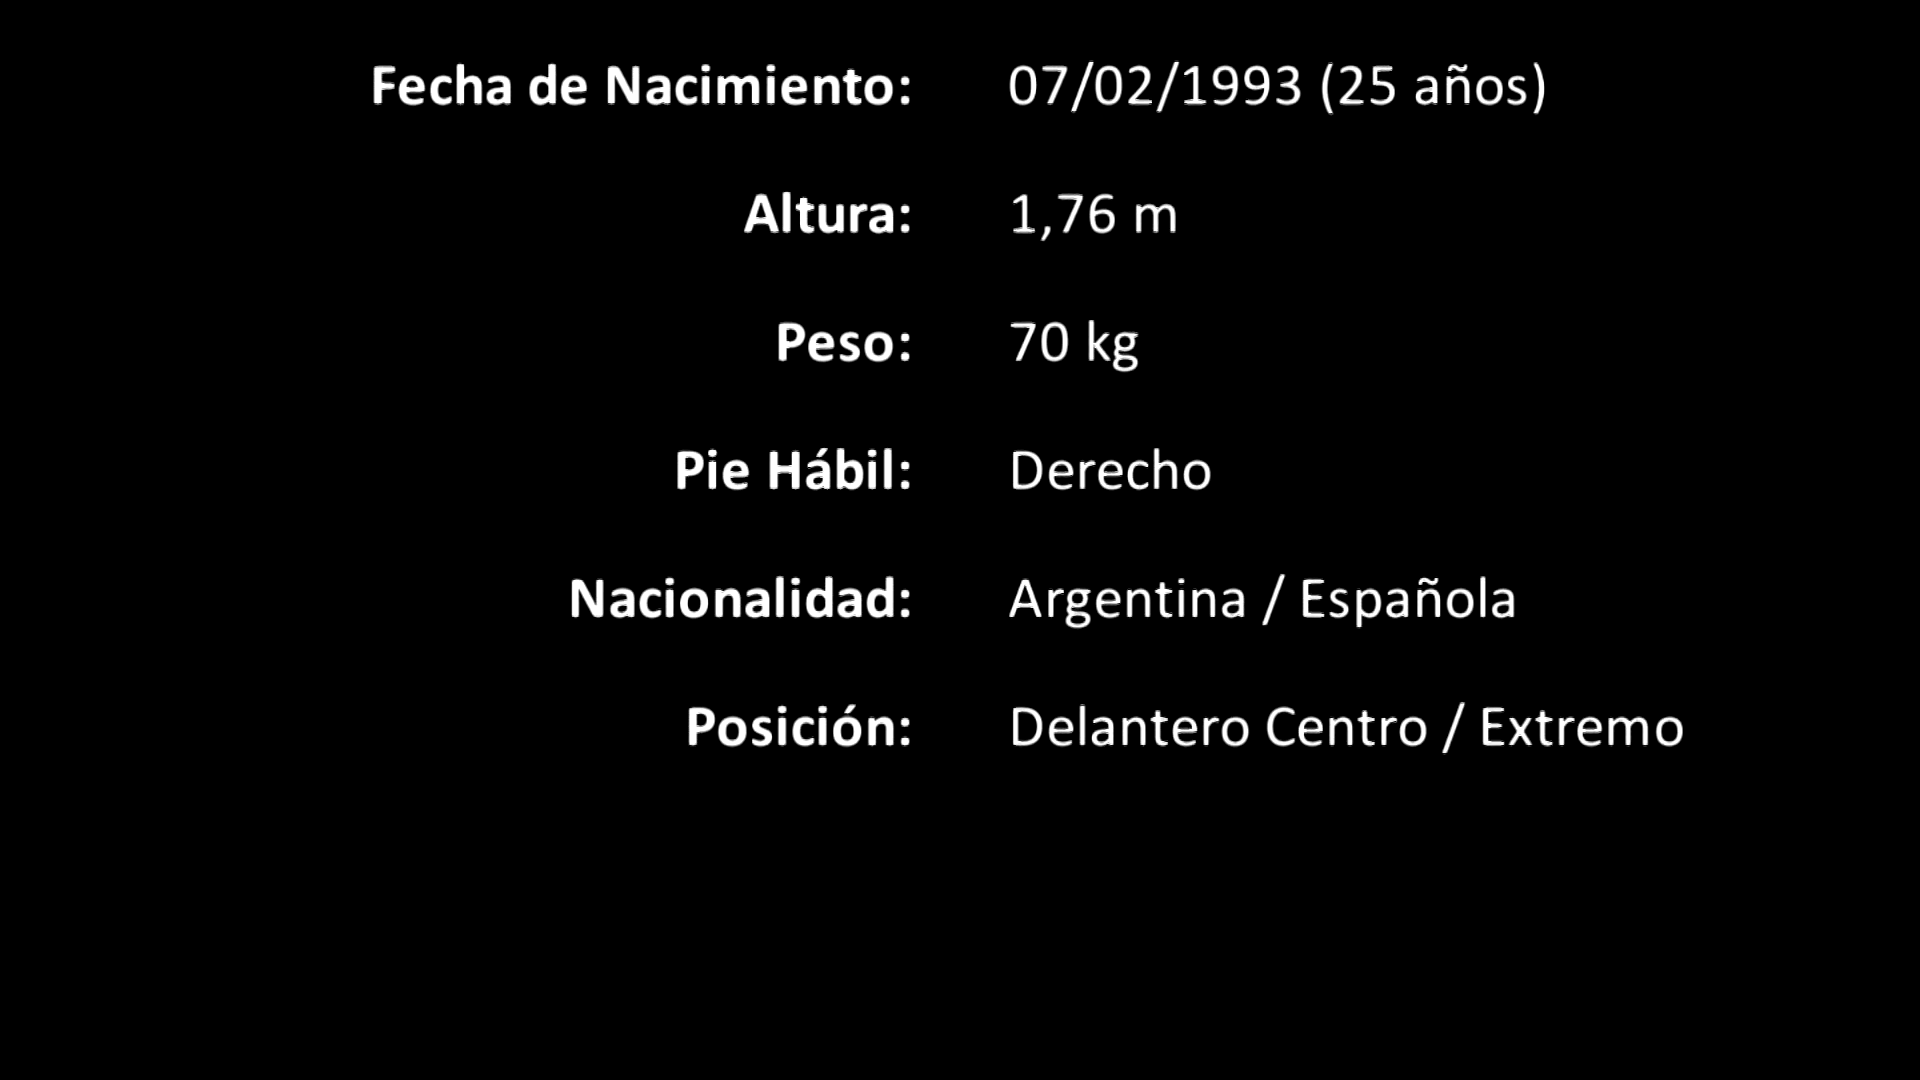 Fecha de Nacimiento: 07/02/1993 (25 años)
Altura: 1,76 m
Peso: 70 kg
Pie Hábil: Derecho
Nacionalidad: Argentina / Española
Posición: Delantero Centro / Extremo